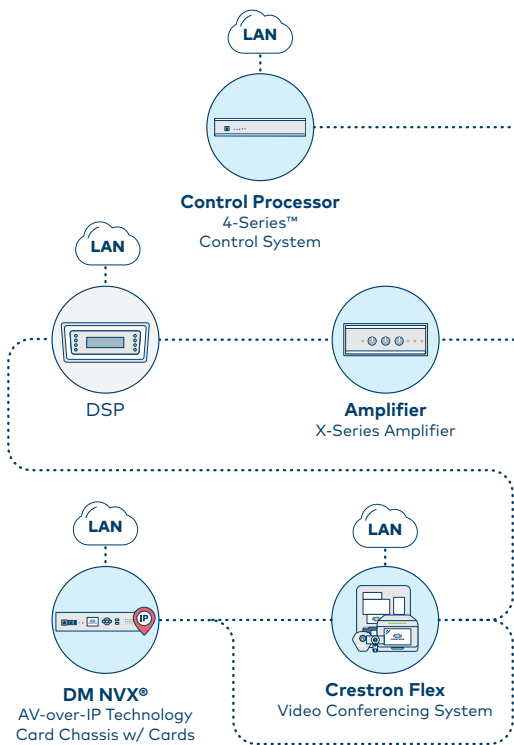 LAN
Control Processor
4-Series™
Control System
LAN
DSP
Amplifier
X-Series Amplifier
LAN
LAN
IP
DM NVX®
AV-over-IP Technology
Card Chassis w/ Cards
Crestron Flex
Video Conferencing System